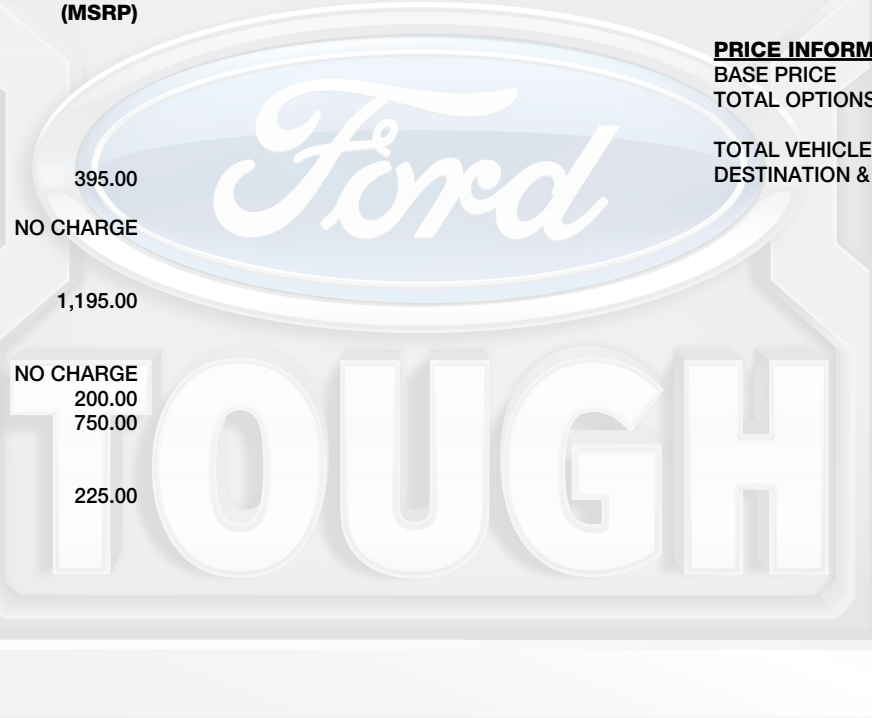 (MSRP)
395.00
NO CHARGE
1,195.00
NO CHARGE
200.00
750.00
225.00
PRICE INFORM
BASE PRICE
TOTAL OPTIONS
TOTAL VEHICLE
DESTINATION &
Ford
TOUGH